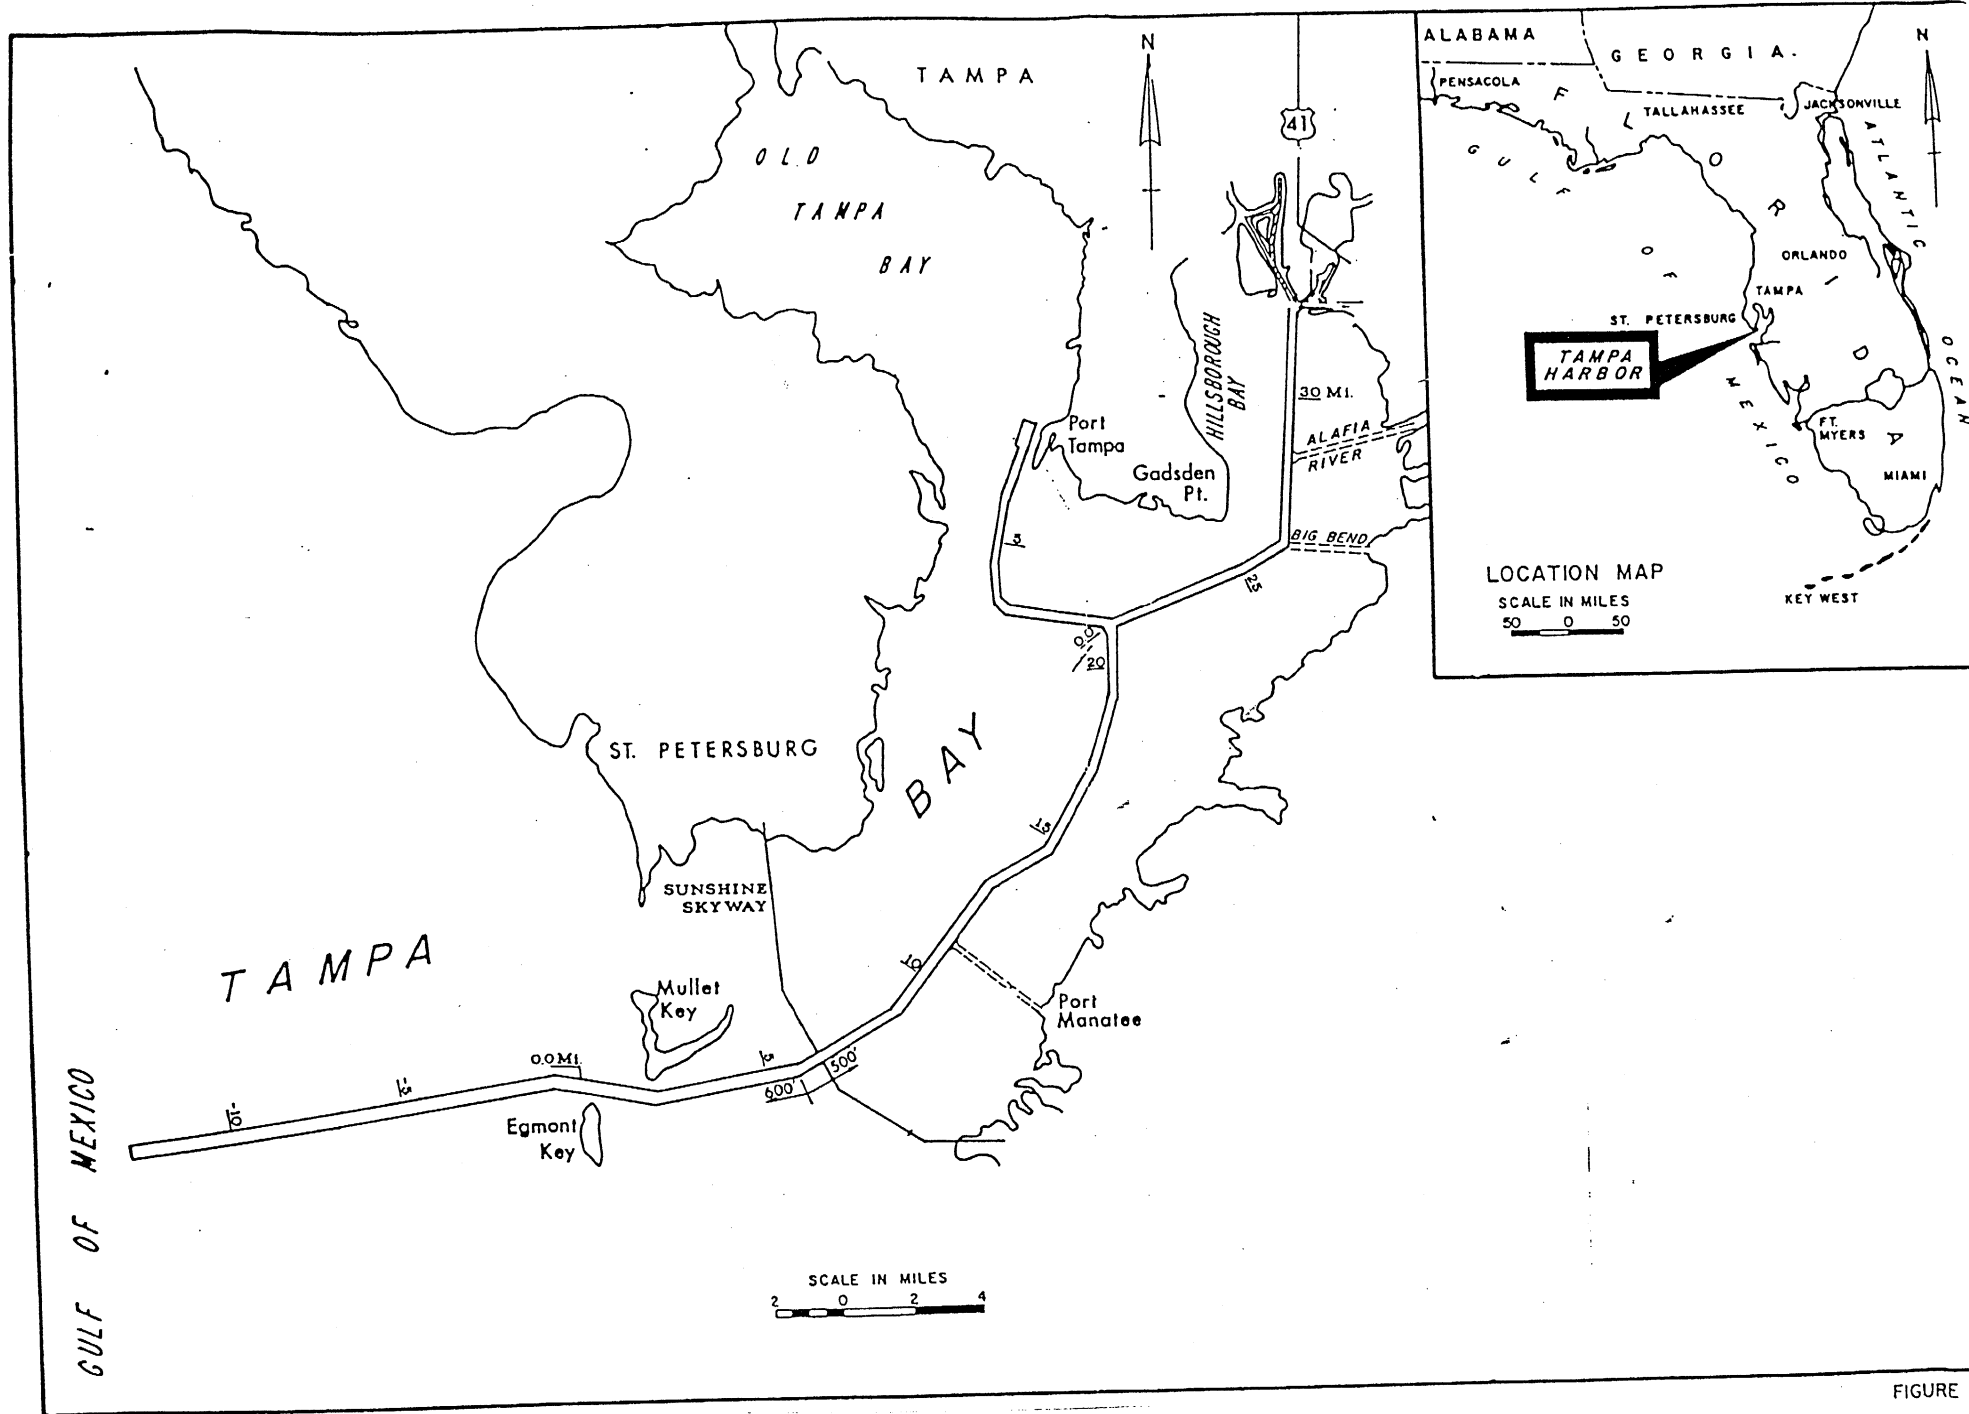 TAMPA
N
41
OLD
TAMPA
BAY
HILLSBOROUGH
BAY
30 MI.
Port
Tampa
ALAFIA
RIVER
Gadsden
Pt.
5
BIG BEND
25
0.0
20
ST. PETERSBURG
BAY
15
SUNSHINE
SKYWAY
TAMPA
10
Mullet
Key
Port
Manatee
0.0 MI.
5
500'
600'
-5
-10
Egmont
Key
GULF OF MEXICO
SCALE IN MILES
2 0 2 4
ALABAMA
GEORGIA.
N
PENSACOLA
TALLAHASSEE
JACKSONVILLE
FLORIDA
GULF OF MEXICO
ATLANTIC OCEAN
ORLANDO
TAMPA
ST. PETERSBURG
TAMPA
HARBOR
FT.
MYERS
MIAMI
LOCATION MAP
SCALE IN MILES
50 0 50
KEY WEST
FIGURE